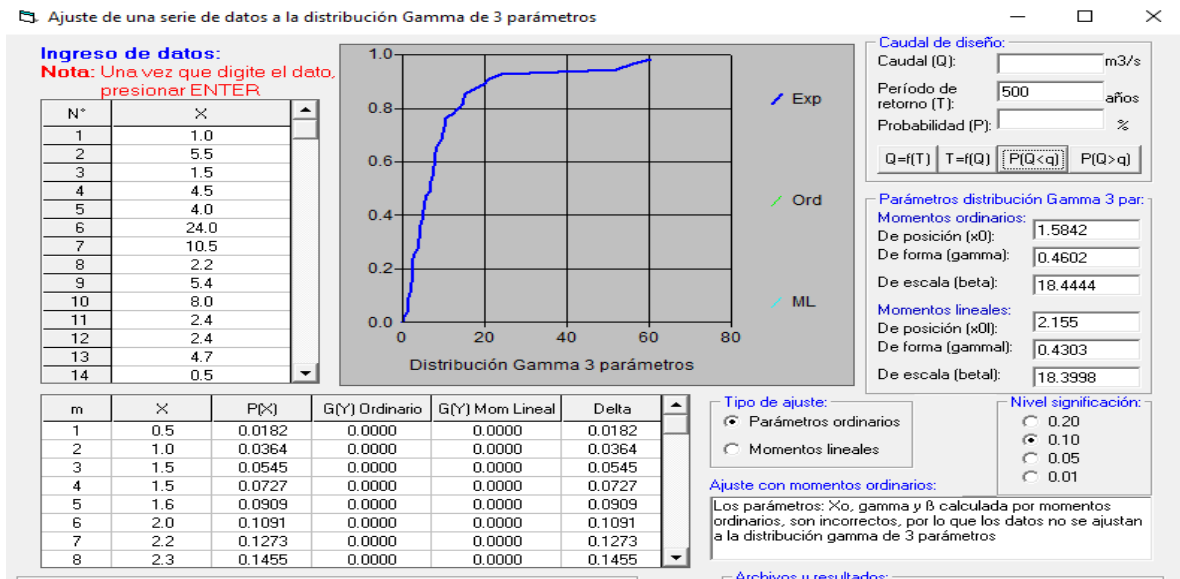 Ajuste de una serie de datos a la distribución Gamma de 3 parámetros
Ingreso de datos:
Nota: Una vez que digite el dato,
presionar ENTER
N° X
1 1.0
2 5.5
3 1.5
4 4.5
5 4.0
6 24.0
7 10.5
8 2.2
9 5.4
10 8.0
11 2.4
12 2.4
13 4.7
14 0.5
1.0
0.8
0.6
0.4
0.2
0.0
0 20 40 60 80
Distribución Gamma 3 parámetros
Exp
Ord
ML
Caudal de diseño:
Caudal (Q): m3/s
Período de
retorno (T): 500 años
Probabilidad (P): %
Q=f(T) T=f(Q) P(Q<q) P(Q>q)
Parámetros distribución Gamma 3 par:
Momentos ordinarios:
De posición (x0): 1.5842
De forma (gamma): 0.4602
De escala (beta): 18.4444
Momentos lineales:
De posición (x0l): 2.155
De forma (gammal): 0.4303
De escala (betal): 18.3998
m X P(X) G(Y) Ordinario G(Y) Mom Lineal Delta
1 0.5 0.0182 0.0000 0.0000 0.0182
2 1.0 0.0364 0.0000 0.0000 0.0364
3 1.5 0.0545 0.0000 0.0000 0.0545
4 1.5 0.0727 0.0000 0.0000 0.0727
5 1.6 0.0909 0.0000 0.0000 0.0909
6 2.0 0.1091 0.0000 0.0000 0.1091
7 2.2 0.1273 0.0000 0.0000 0.1273
8 2.3 0.1455 0.0000 0.0000 0.1455
Tipo de ajuste:
Parámetros ordinarios
Momentos lineales
Nivel significación:
0.20
0.10
0.05
0.01
Ajuste con momentos ordinarios:
Los parámetros: Xo, gamma y ß calculada por momentos
ordinarios, son incorrectos, por lo que los datos no se ajustan
a la distribución gamma de 3 parámetros
Archivos y resultados: